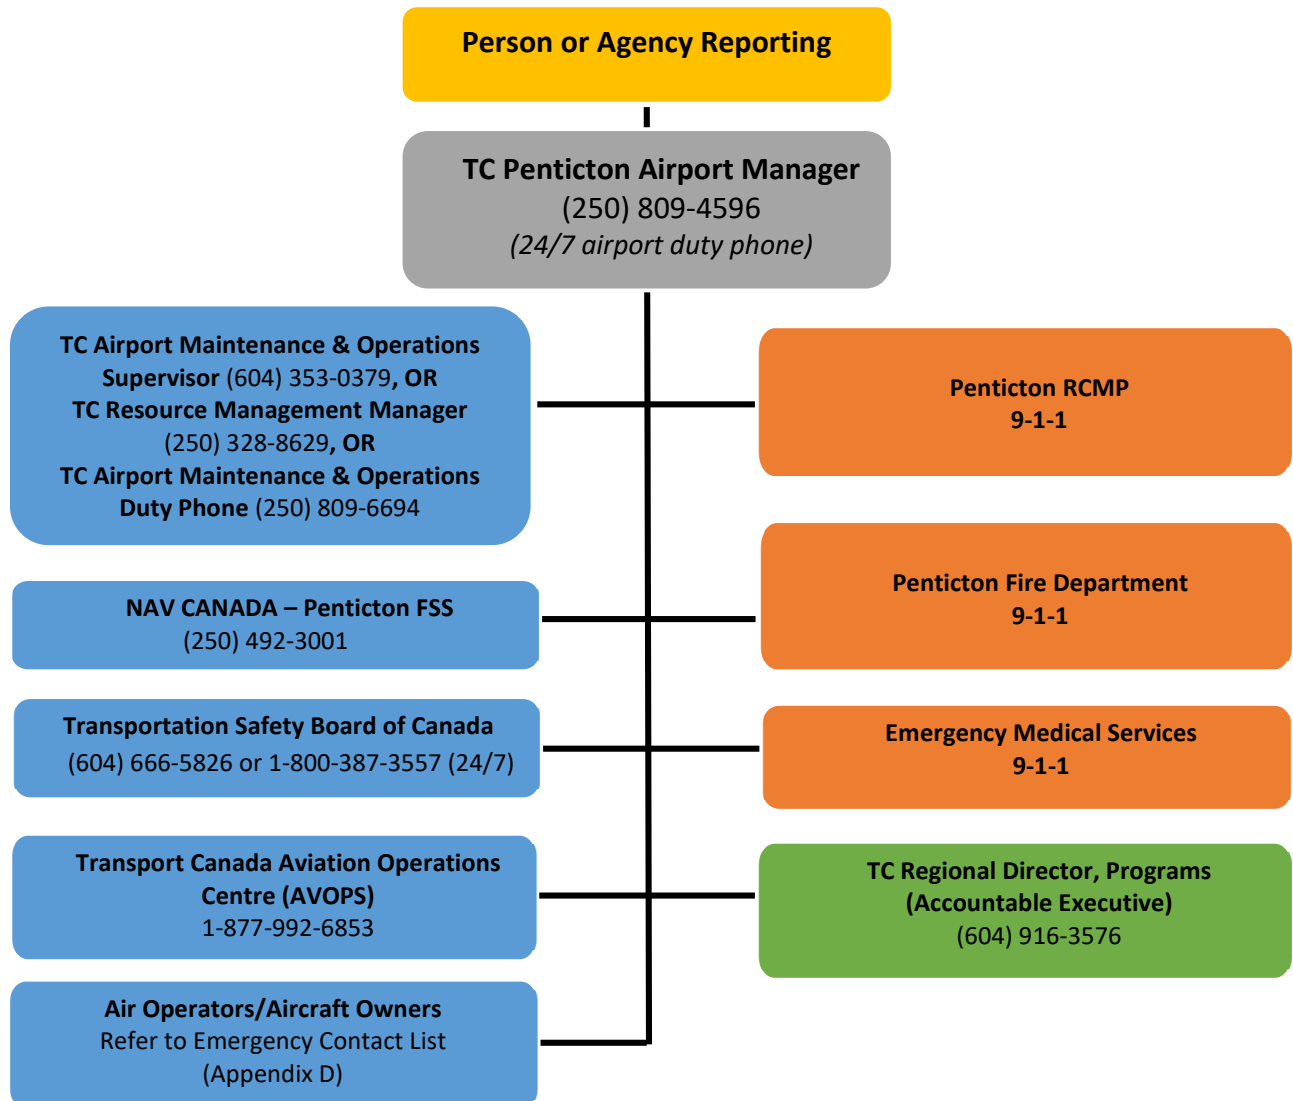 Person or Agency Reporting
TC Penticton Airport Manager
(250) 809-4596
(24/7 airport duty phone)
TC Airport Maintenance & Operations
Supervisor (604) 353-0379, OR
TC Resource Management Manager
(250) 328-8629, OR
TC Airport Maintenance & Operations
Duty Phone (250) 809-6694
Penticton RCMP
9-1-1
NAV CANADA – Penticton FSS
(250) 492-3001
Penticton Fire Department
9-1-1
Transportation Safety Board of Canada
(604) 666-5826 or 1-800-387-3557 (24/7)
Emergency Medical Services
9-1-1
Transport Canada Aviation Operations
Centre (AVOPS)
1-877-992-6853
TC Regional Director, Programs
(Accountable Executive)
(604) 916-3576
Air Operators/Aircraft Owners
Refer to Emergency Contact List
(Appendix D)